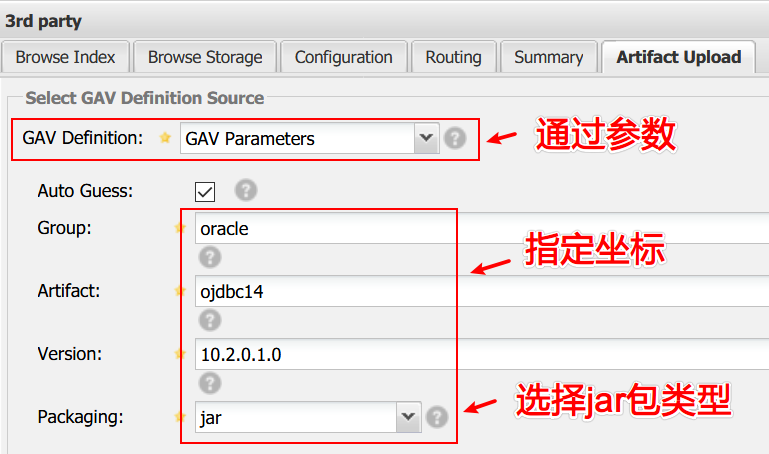 3rd party
Browse Index Browse Storage Configuration Routing Summary Artifact Upload
Select GAV Definition Source
GAV Definition: GAV Parameters ? 通过参数
Auto Guess: ?
Group: oracle
?
指定坐标
Artifact: ojdbc14
?
Version: 10.2.0.1.0
?
Packaging: jar ? 选择jar包类型